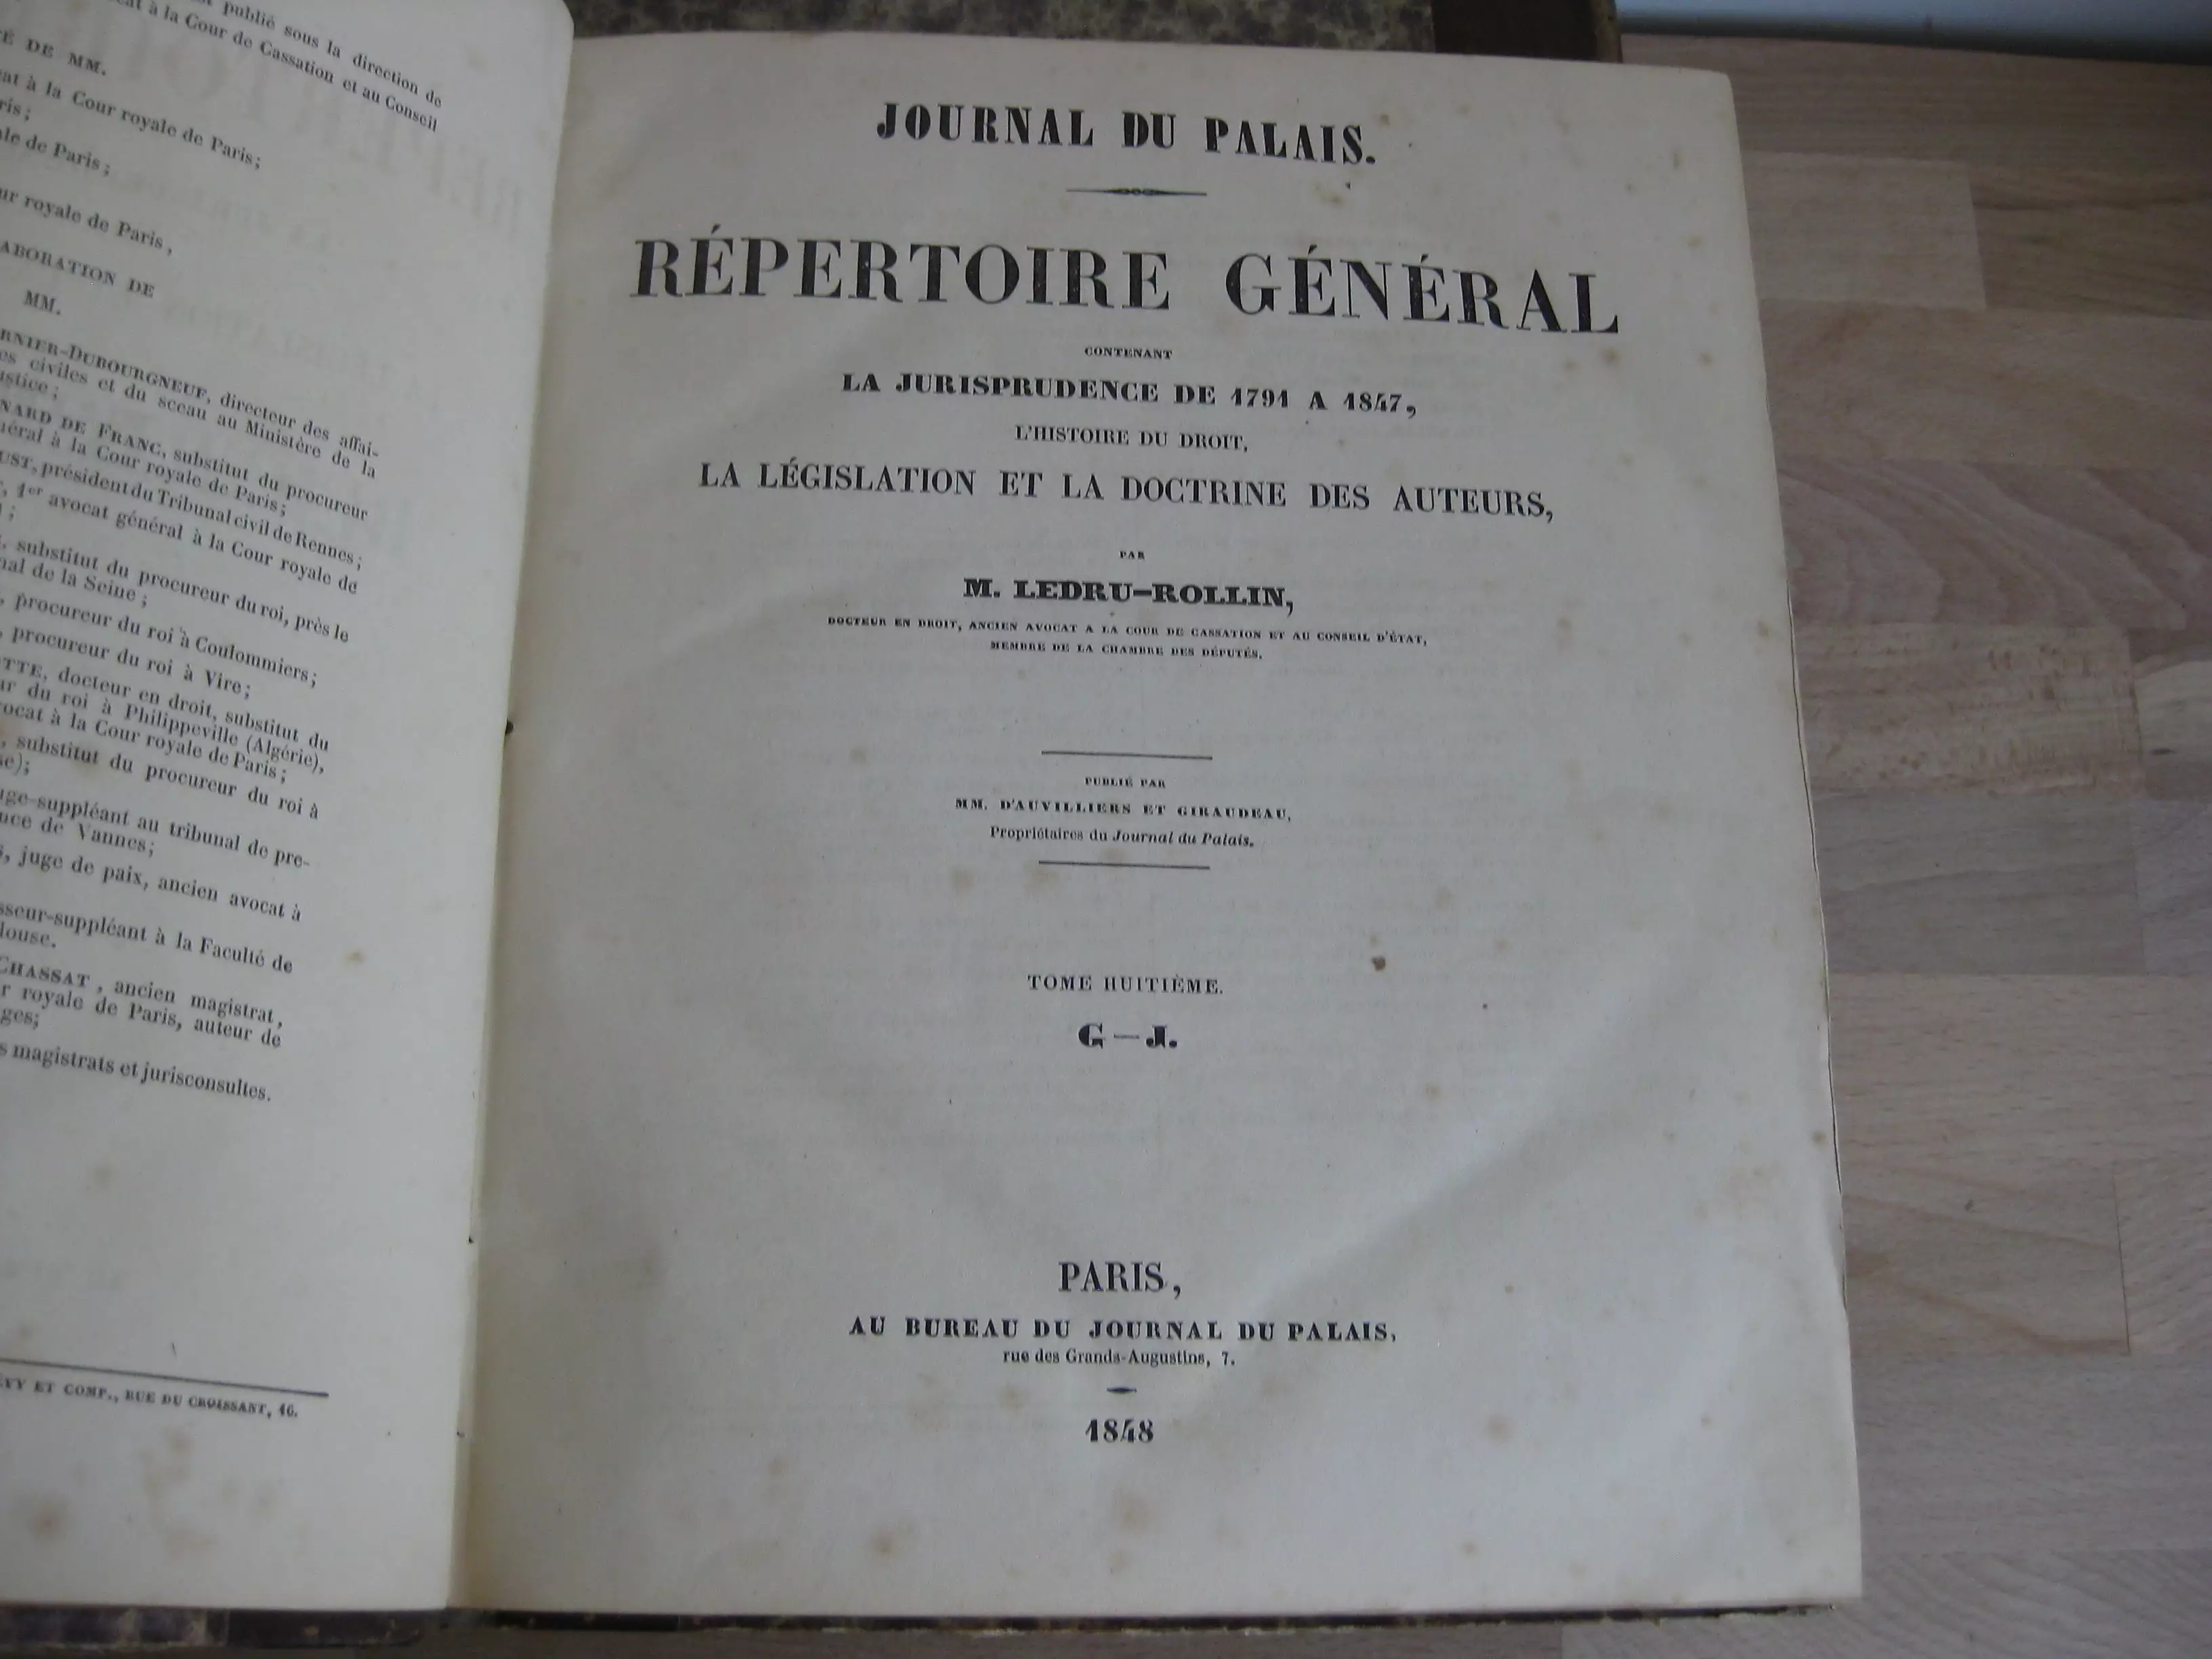 publié sous la direction de
à la Cour de Cassation et au Conseil
DE MM.
à la Cour royale de Paris;
de Paris;
royale de Paris,
DE
MM.
directeur des affai-
civiles et du sceau au Ministère de la
DE FRANC, substitut du procureur
à la Cour royale de Paris;
président du Tribunal civil de Rennes;
1er avocat général à la Cour royale de
substitut du procureur du roi, près le
de la Seine;
procureur du roi à Coulommiers;
procureur du roi à Vire;
docteur en droit, substitut du
du roi à Philippeville (Algérie),
à la Cour royale de Paris;
substitut du procureur du roi à
au tribunal de pre-
de Vannes;
juge de paix, ancien avocat à
à la Faculté de
CHASSAT, ancien magistrat,
royale de Paris, auteur de
magistrats et jurisconsultes.
ET COMP., RUE DU CROISSANT, 16.
JOURNAL DU PALAIS.
RÉPERTOIRE GÉNÉRAL
CONTENANT
LA JURISPRUDENCE DE 1791 A 1847,
L'HISTOIRE DU DROIT,
LA LÉGISLATION ET LA DOCTRINE DES AUTEURS,
PAR
M. LEDRU-ROLLIN,
DOCTEUR EN DROIT, ANCIEN AVOCAT A LA COUR DE CASSATION ET AU CONSEIL D'ÉTAT,
MEMBRE DE LA CHAMBRE DES DÉPUTÉS.
PUBLIÉ PAR
MM. D'AUVILLIERS ET GIRAUDEAU,
Propriétaires du Journal du Palais.
TOME HUITIÈME.
G—J.
PARIS,
AU BUREAU DU JOURNAL DU PALAIS,
rue des Grands-Augustins, 7.
1848